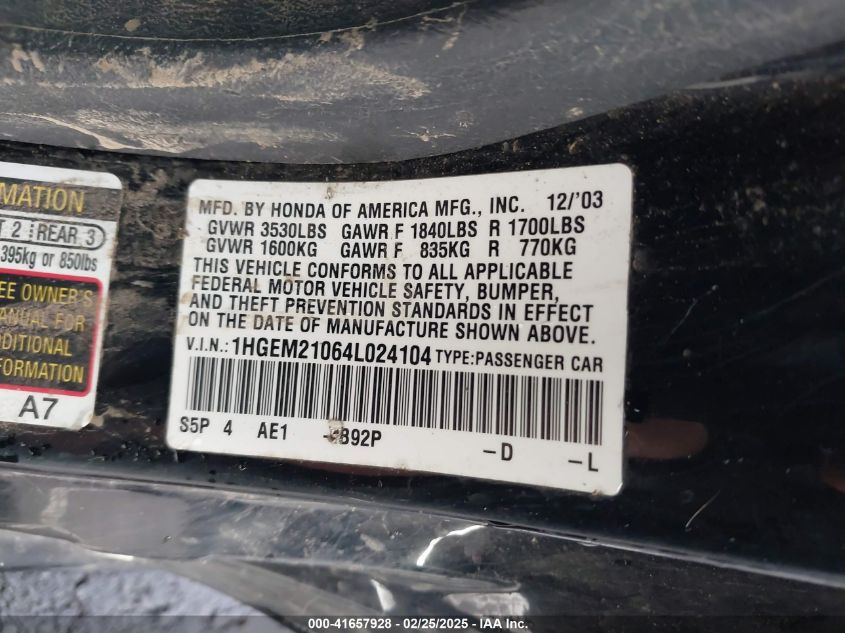 MATION
T 2 REAR 3
395kg or 850lbs
EE OWNER'S
MANUAL FOR
DDITIONAL
FORMATION
A7
MFD. BY HONDA OF AMERICA MFG., INC. 12/'03
GVWR 3530LBS GAWR F 1840LBS R 1700LBS
GVWR 1600KG GAWR F 835KG R 770KG
THIS VEHICLE CONFORMS TO ALL APPLICABLE
FEDERAL MOTOR VEHICLE SAFETY, BUMPER,
AND THEFT PREVENTION STANDARDS IN EFFECT
ON THE DATE OF MANUFACTURE SHOWN ABOVE.
V.I.N.: 1HGEM21064L024104 TYPE:PASSENGER CAR
S5P 4 AE1 B92P -D -L
000-41657928 - 02/25/2025 - IAA Inc.